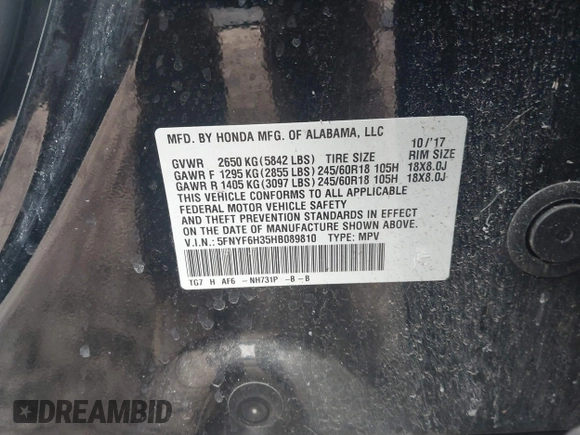 MFD. BY HONDA MFG. OF ALABAMA, LLC 10/'17
GVWR 2650 KG(5842 LBS) TIRE SIZE RIM SIZE
GAWR F 1295 KG(2855 LBS) 245/60R18 105H 18X8.0J
GAWR R 1405 KG(3097 LBS) 245/60R18 105H 18X8.0J
THIS VEHICLE CONFORMS TO ALL APPLICABLE
FEDERAL MOTOR VEHICLE SAFETY
AND THEFT PREVENTION STANDARDS IN EFFECT
ON THE DATE OF MANUFACTURE SHOWN ABOVE.
V.I.N.: 5FNYF6H35HB089810 TYPE: MPV
TG7 H AF6 -NH731P -B-B
DREAMBID